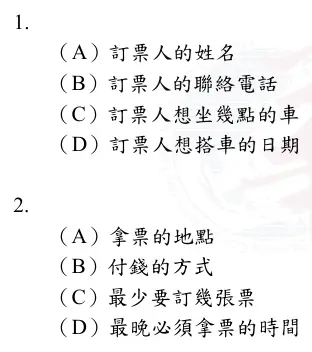 1.
（A）訂票人的姓名
（B）訂票人的聯絡電話
（C）訂票人想坐幾點的車
（D）訂票人想搭車的日期
2.
（A）拿票的地點
（B）付錢的方式
（C）最少要訂幾張票
（D）最晚必須拿票的時間